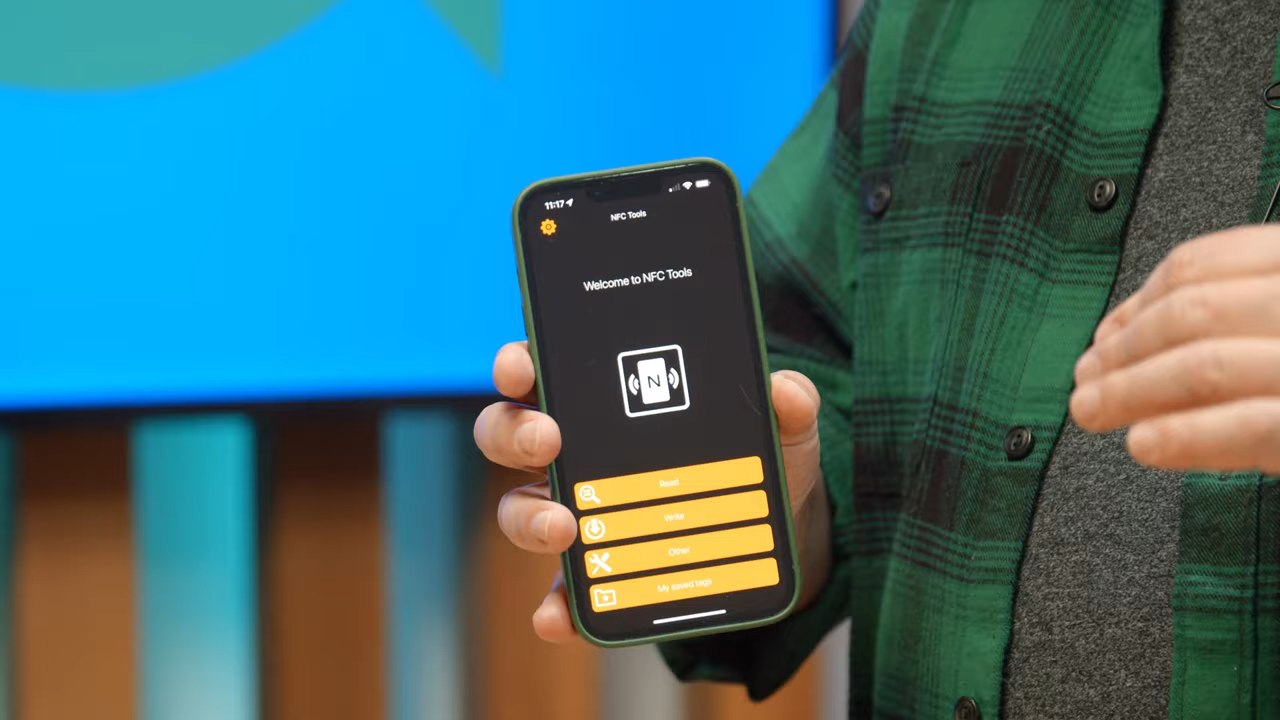 11:17
NFC Tools
Welcome to NFC Tools
N
Read
Write
Other
My saved tags